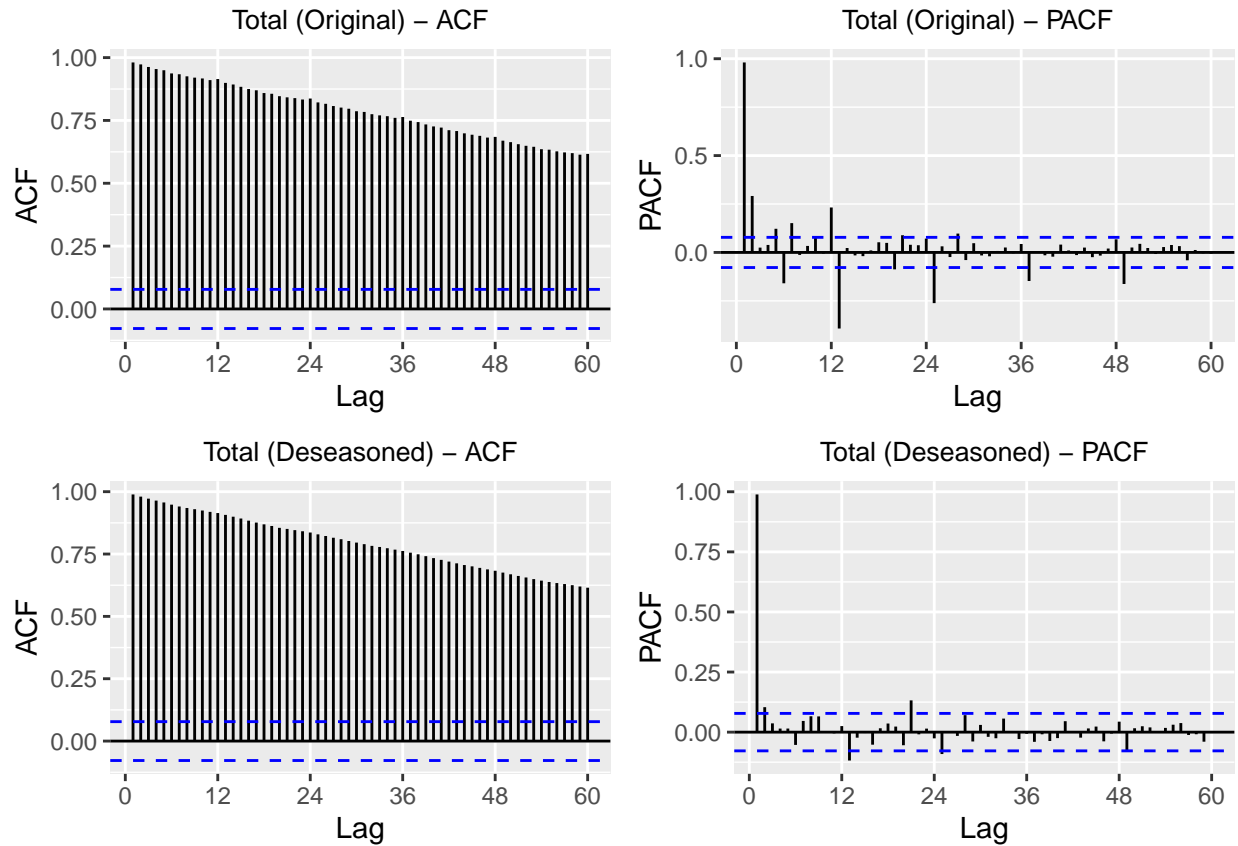 Total (Original) – ACF
1.00
0.75
0.50
0.25
0.00
ACF
0 12 24 36 48 60
Lag
Total (Original) – PACF
1.0
0.5
0.0
PACF
0 12 24 36 48 60
Lag
Total (Deseasoned) – ACF
1.00
0.75
0.50
0.25
0.00
ACF
0 12 24 36 48 60
Lag
Total (Deseasoned) – PACF
1.00
0.75
0.50
0.25
0.00
PACF
0 12 24 36 48 60
Lag